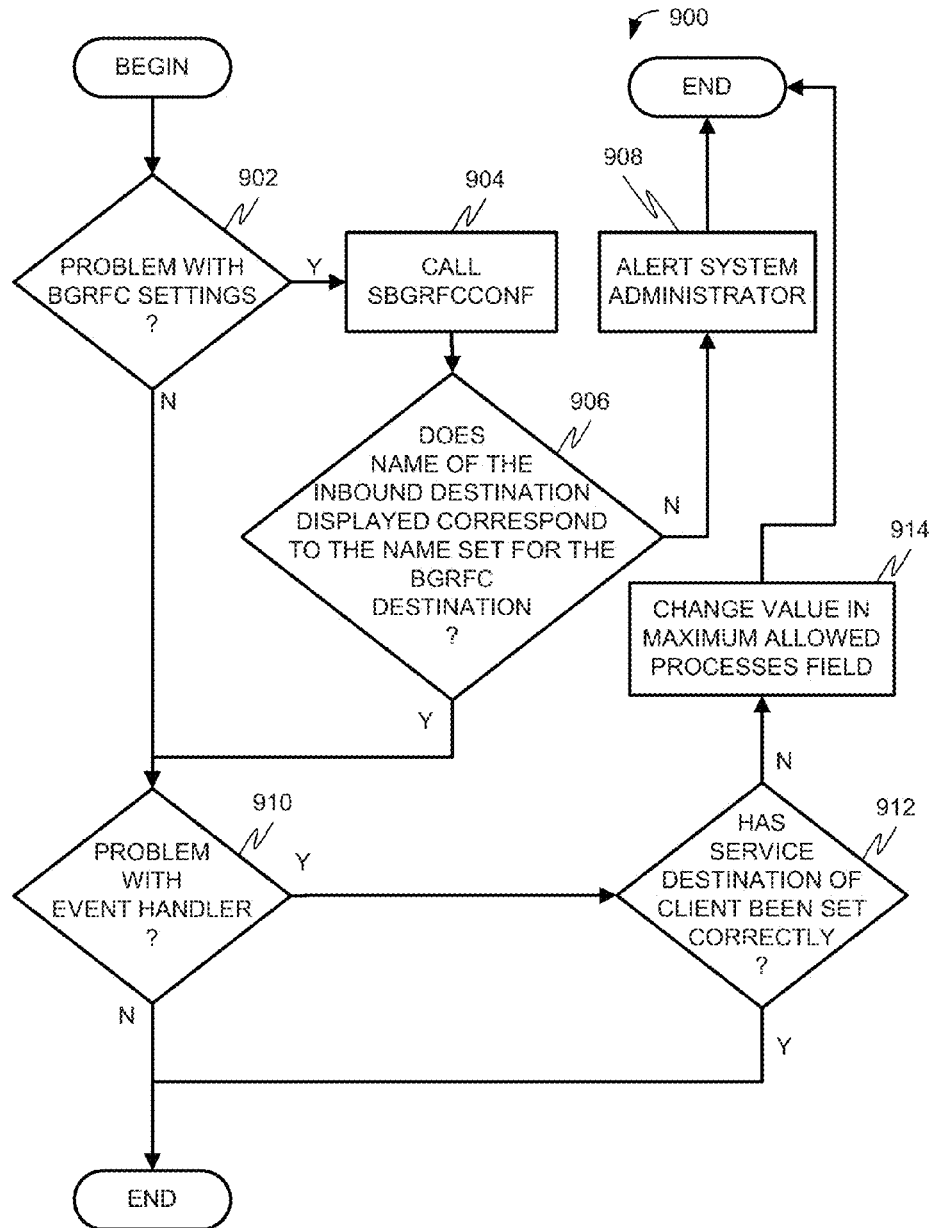 900
BEGIN
END
902
904
908
PROBLEM WITH
BGRFC SETTINGS
?
Y
CALL
SBGRFCCONF
ALERT SYSTEM
ADMINISTRATOR
N
906
DOES
NAME OF THE
INBOUND DESTINATION
DISPLAYED CORRESPOND
TO THE NAME SET FOR THE
BGRFC
DESTINATION
?
N
Y
914
CHANGE VALUE IN
MAXIMUM ALLOWED
PROCESSES FIELD
N
910
PROBLEM
WITH
EVENT HANDLER
?
Y
912
HAS
SERVICE
DESTINATION OF
CLIENT BEEN SET
CORRECTLY
?
N
Y
END